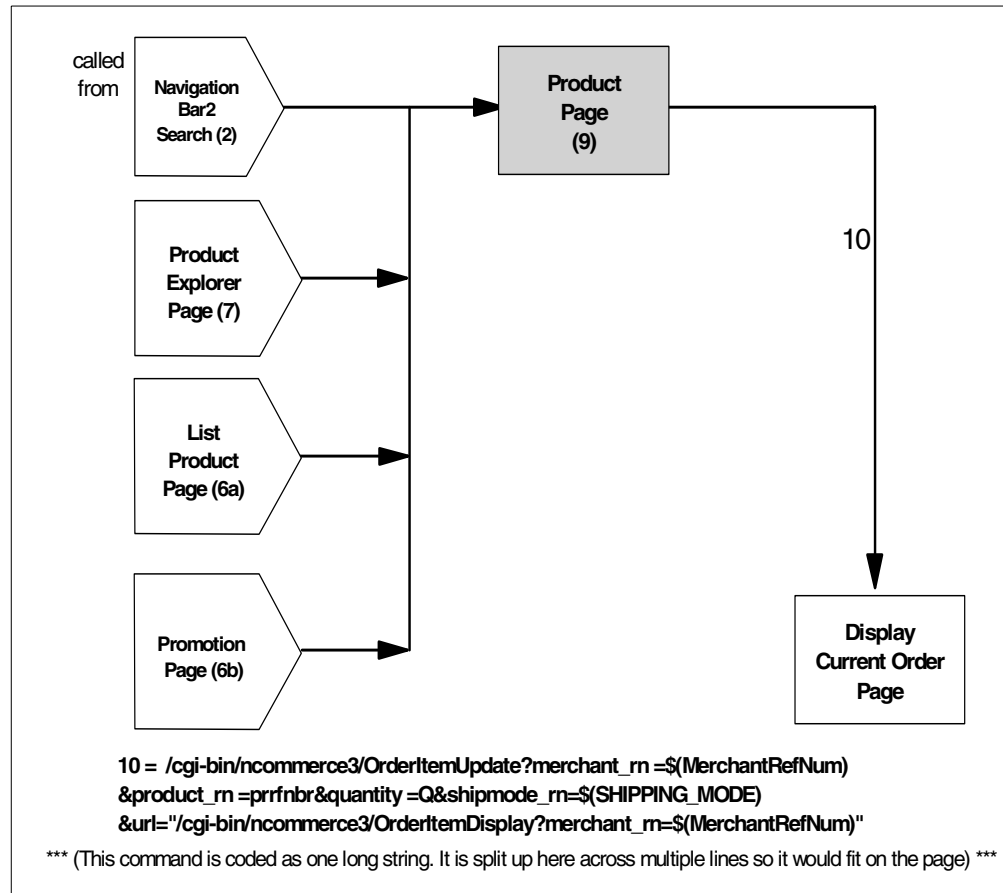 called
from
Navigation
Bar2
Search (2)
Product
Page
(9)
10
Product
Explorer
Page (7)
List
Product
Page (6a)
Promotion
Page (6b)
Display
Current Order
Page
10 = /cgi-bin/ncommerce3/OrderItemUpdate?merchant_rn =$(MerchantRefNum)
&product_rn =prrfnbr&quantity =Q&shipmode_rn=$(SHIPPING_MODE)
&url="/cgi-bin/ncommerce3/OrderItemDisplay?merchant_rn=$(MerchantRefNum)"
*** (This command is coded as one long string. It is split up here across multiple lines so it would fit on the page) ***